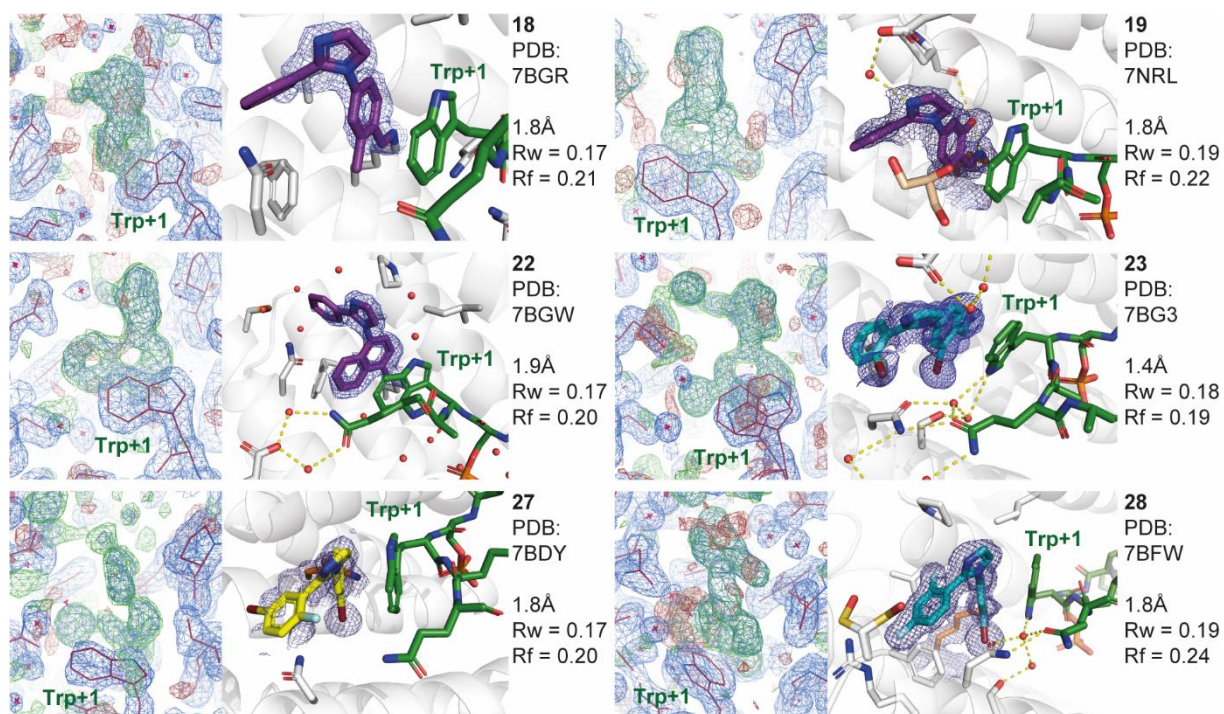 18
PDB:
7BGR
1.8Å
Rw = 0.17
Rf = 0.21
Trp+1
Trp+1
19
PDB:
7NRL
1.8Å
Rw = 0.19
Rf = 0.22
Trp+1
Trp+1
22
PDB:
7BGW
1.9Å
Rw = 0.17
Rf = 0.20
Trp+1
Trp+1
23
PDB:
7BG3
1.4Å
Rw = 0.18
Rf = 0.19
Trp+1
Trp+1
27
PDB:
7BDY
1.8Å
Rw = 0.17
Rf = 0.20
Trp+1
Trp+1
28
PDB:
7BFW
1.8Å
Rw = 0.19
Rf = 0.24
Trp+1
Trp+1